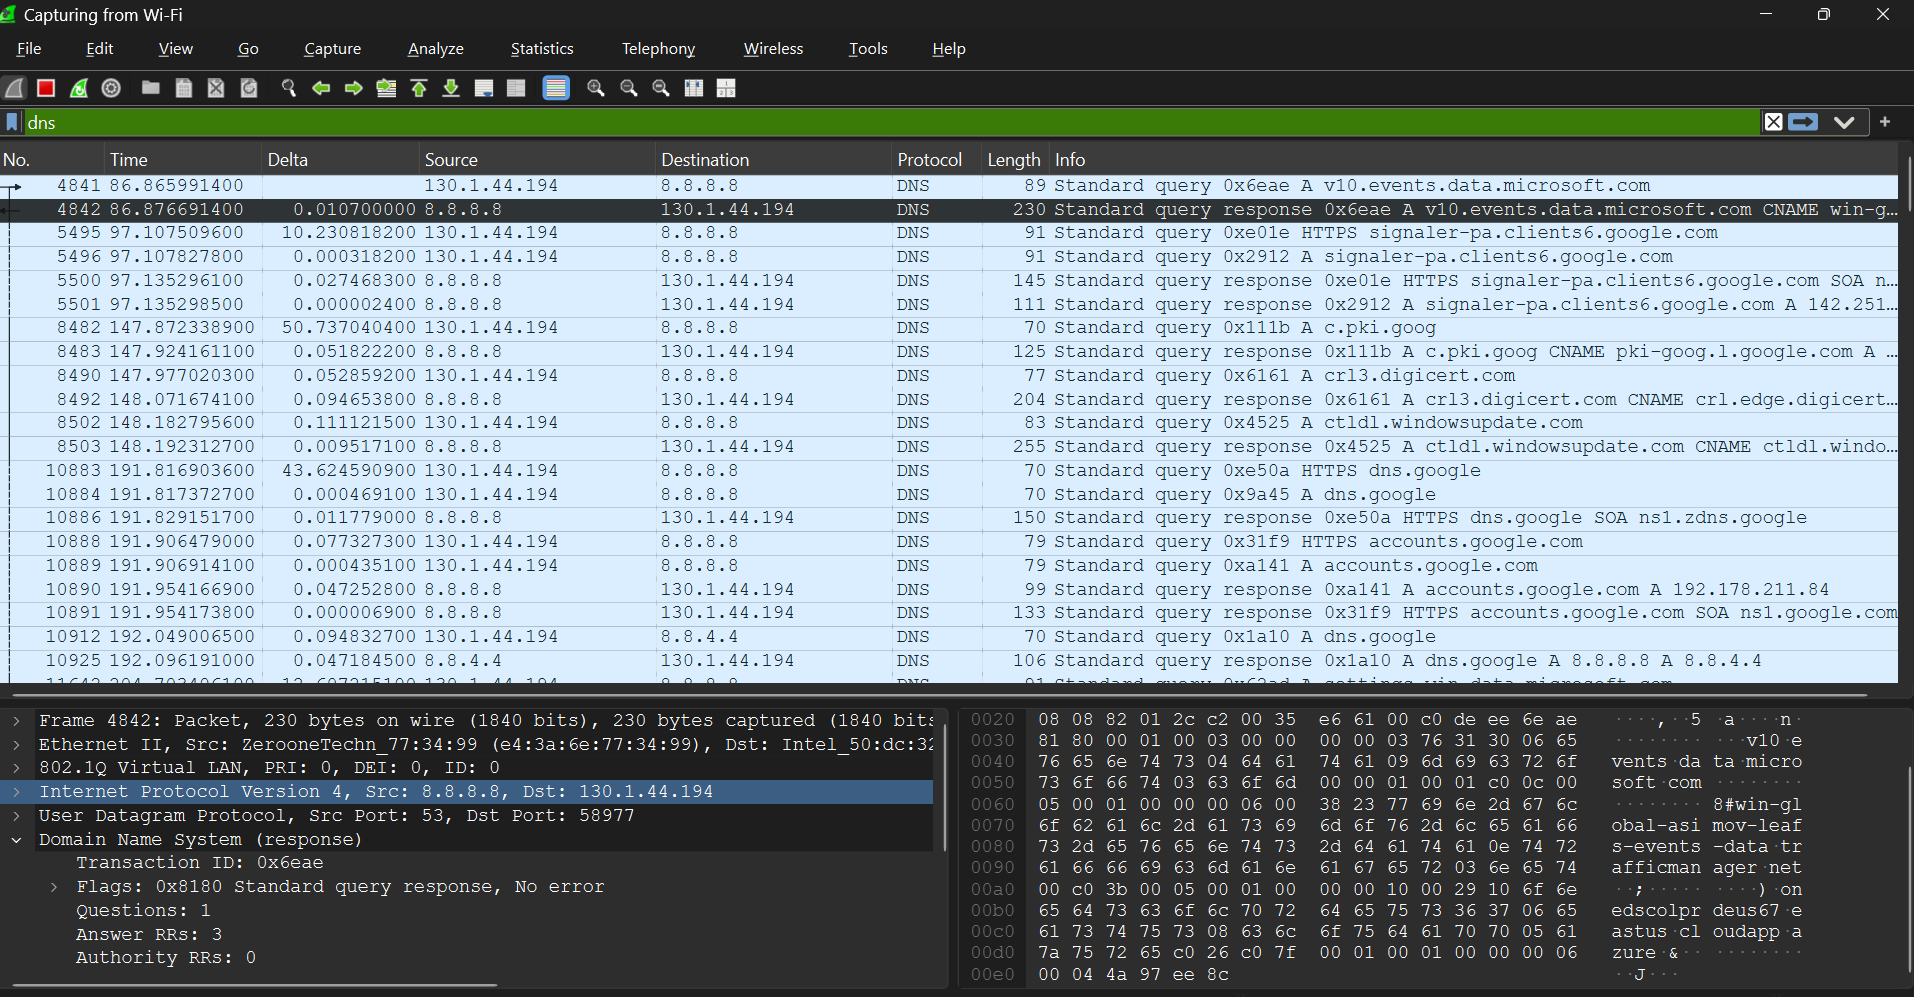 Capturing from Wi-Fi
File Edit View Go Capture Analyze Statistics Telephony Wireless Tools Help
dns
No. Time Delta Source Destination Protocol Length Info
4841 86.865991400 130.1.44.194 8.8.8.8 DNS 89 Standard query 0x6eae A v10.events.data.microsoft.com
4842 86.876691400 0.010700000 8.8.8.8 130.1.44.194 DNS 230 Standard query response 0x6eae A v10.events.data.microsoft.com CNAME win-g…
5495 97.107509600 10.230818200 130.1.44.194 8.8.8.8 DNS 91 Standard query 0xe01e HTTPS signaler-pa.clients6.google.com
5496 97.107827800 0.000318200 130.1.44.194 8.8.8.8 DNS 91 Standard query 0x2912 A signaler-pa.clients6.google.com
5500 97.135296100 0.027468300 8.8.8.8 130.1.44.194 DNS 145 Standard query response 0xe01e HTTPS signaler-pa.clients6.google.com SOA n…
5501 97.135298500 0.000002400 8.8.8.8 130.1.44.194 DNS 111 Standard query response 0x2912 A signaler-pa.clients6.google.com A 142.251…
8482 147.872338900 50.737040400 130.1.44.194 8.8.8.8 DNS 70 Standard query 0x111b A c.pki.goog
8483 147.924161100 0.051822200 8.8.8.8 130.1.44.194 DNS 125 Standard query response 0x111b A c.pki.goog CNAME pki-goog.l.google.com A …
8490 147.977020300 0.052859200 130.1.44.194 8.8.8.8 DNS 77 Standard query 0x6161 A crl3.digicert.com
8492 148.071674100 0.094653800 8.8.8.8 130.1.44.194 DNS 204 Standard query response 0x6161 A crl3.digicert.com CNAME crl.edge.digicert…
8502 148.182795600 0.111121500 130.1.44.194 8.8.8.8 DNS 83 Standard query 0x4525 A ctldl.windowsupdate.com
8503 148.192312700 0.009517100 8.8.8.8 130.1.44.194 DNS 255 Standard query response 0x4525 A ctldl.windowsupdate.com CNAME ctldl.windo…
10883 191.816903600 43.624590900 130.1.44.194 8.8.8.8 DNS 70 Standard query 0xe50a HTTPS dns.google
10884 191.817372700 0.000469100 130.1.44.194 8.8.8.8 DNS 70 Standard query 0x9a45 A dns.google
10886 191.829151700 0.011779000 8.8.8.8 130.1.44.194 DNS 150 Standard query response 0xe50a HTTPS dns.google SOA ns1.zdns.google
10888 191.906479000 0.077327300 130.1.44.194 8.8.8.8 DNS 79 Standard query 0x31f9 HTTPS accounts.google.com
10889 191.906914100 0.000435100 130.1.44.194 8.8.8.8 DNS 79 Standard query 0xa141 A accounts.google.com
10890 191.954166900 0.047252800 8.8.8.8 130.1.44.194 DNS 99 Standard query response 0xa141 A accounts.google.com A 192.178.211.84
10891 191.954173800 0.000006900 8.8.8.8 130.1.44.194 DNS 133 Standard query response 0x31f9 HTTPS accounts.google.com SOA ns1.google.com
10912 192.049006500 0.094832700 130.1.44.194 8.8.4.4 DNS 70 Standard query 0x1a10 A dns.google
10925 192.096191000 0.047184500 8.8.4.4 130.1.44.194 DNS 106 Standard query response 0x1a10 A dns.google A 8.8.8.8 A 8.8.4.4
Frame 4842: Packet, 230 bytes on wire (1840 bits), 230 bytes captured (1840 bits
Ethernet II, Src: ZerooneTechn_77:34:99 (e4:3a:6e:77:34:99), Dst: Intel_50:dc:32
802.1Q Virtual LAN, PRI: 0, DEI: 0, ID: 0
Internet Protocol Version 4, Src: 8.8.8.8, Dst: 130.1.44.194
User Datagram Protocol, Src Port: 53, Dst Port: 58977
Domain Name System (response)
Transaction ID: 0x6eae
Flags: 0x8180 Standard query response, No error
Questions: 1
Answer RRs: 3
Authority RRs: 0
0020 08 08 82 01 2c c2 00 35 e6 61 00 c0 de ee 6e ae ····,··5 ·a····n·
0030 81 80 00 01 00 03 00 00 00 00 03 76 31 30 06 65 ········ ···v10·e
0040 76 65 6e 74 73 04 64 61 74 61 09 6d 69 63 72 6f vents·da ta·micro
0050 73 6f 66 74 03 63 6f 6d 00 00 01 00 01 c0 0c 00 soft·com ········
0060 05 00 01 00 00 00 06 00 38 23 77 69 6e 2d 67 6c ········ 8#win-gl
0070 6f 62 61 6c 2d 61 73 69 6d 6f 76 2d 6c 65 61 66 obal-asi mov-leaf
0080 73 2d 65 76 65 6e 74 73 2d 64 61 74 61 0e 74 72 s-events -data·tr
0090 61 66 66 69 63 6d 61 6e 61 67 65 72 03 6e 65 74 afficman ager·net
00a0 00 c0 3b 00 05 00 01 00 00 00 10 00 29 10 6f 6e ··;····· ····)·on
00b0 65 64 73 63 6f 6c 70 72 64 65 75 73 36 37 06 65 edscolpr deus67·e
00c0 61 73 74 75 73 08 63 6c 6f 75 64 61 70 70 05 61 astus·cl oudapp·a
00d0 7a 75 72 65 c0 26 c0 7f 00 01 00 01 00 00 00 06 zure·&·· ········
00e0 00 04 4a 97 ee 8c ··J···